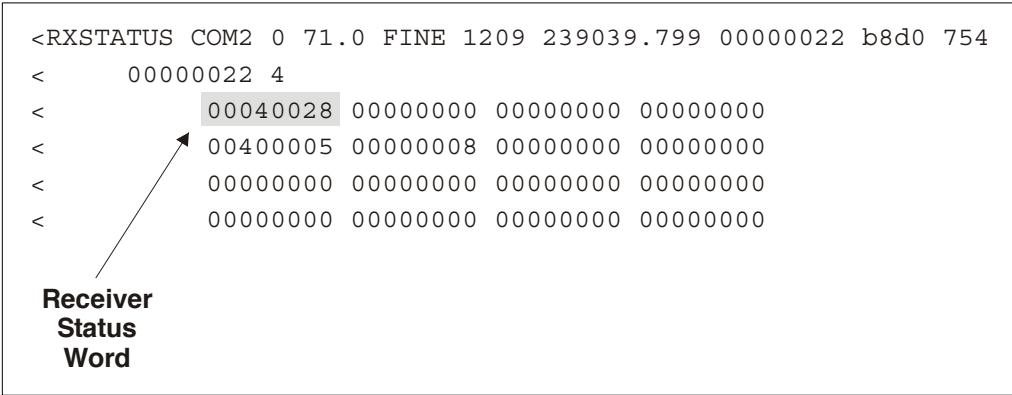 <RXSTATUS COM2 0 71.0 FINE 1209 239039.799 00000022 b8d0 754
< 00000022 4
< 00040028 00000000 00000000 00000000
< 00400005 00000008 00000000 00000000
< 00000000 00000000 00000000 00000000
< 00000000 00000000 00000000 00000000
Receiver
Status
Word